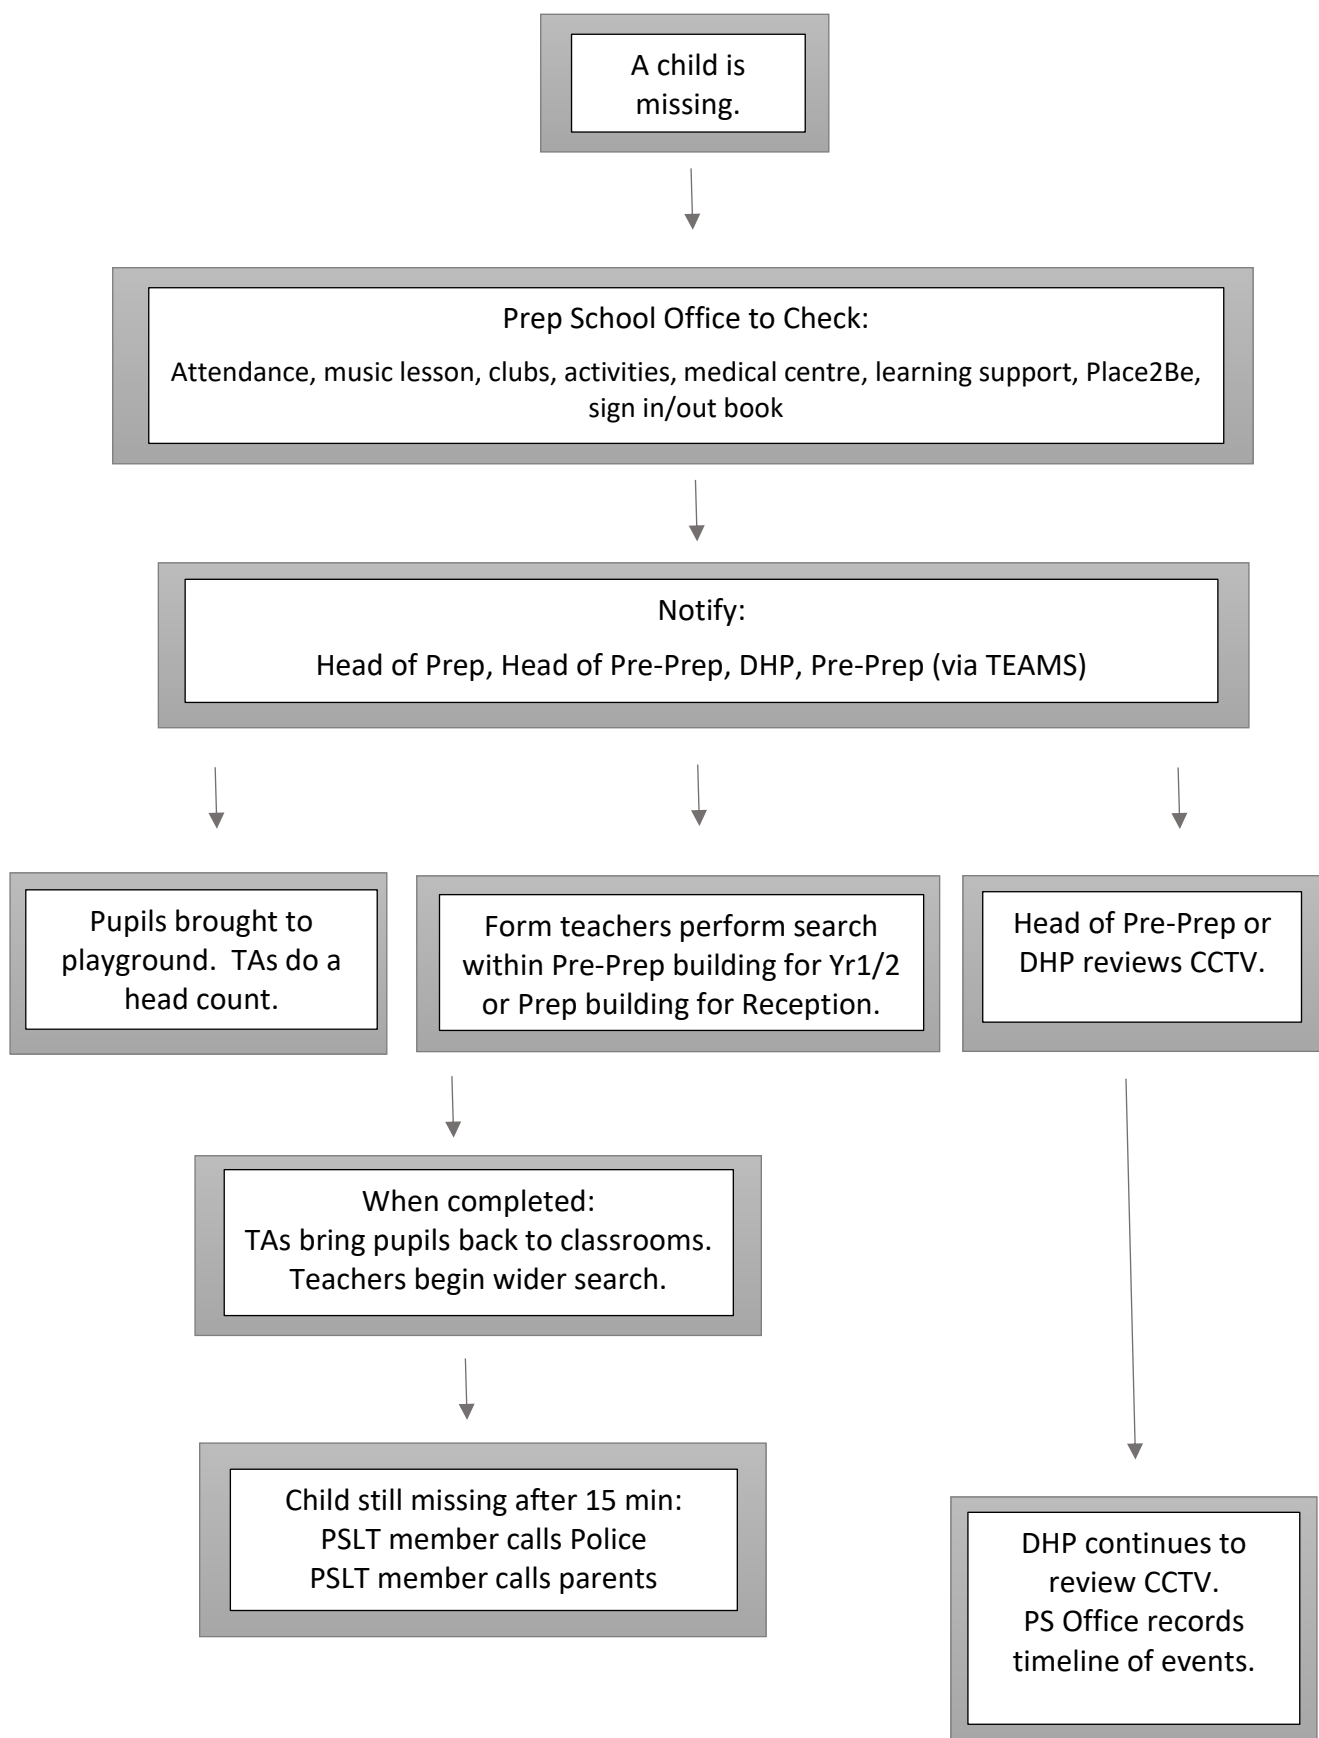 A child is
missing.
Prep School Office to Check:
Attendance, music lesson, clubs, activities, medical centre, learning support, Place2Be,
sign in/out book
Notify:
Head of Prep, Head of Pre-Prep, DHP, Pre-Prep (via TEAMS)
Pupils brought to
playground.  TAs do a
head count.
Form teachers perform search
within Pre-Prep building for Yr1/2
or Prep building for Reception.
Head of Pre-Prep or
DHP reviews CCTV.
When completed:
TAs bring pupils back to classrooms.
Teachers begin wider search.
Child still missing after 15 min:
PSLT member calls Police
PSLT member calls parents
DHP continues to
review CCTV.
PS Office records
timeline of events.